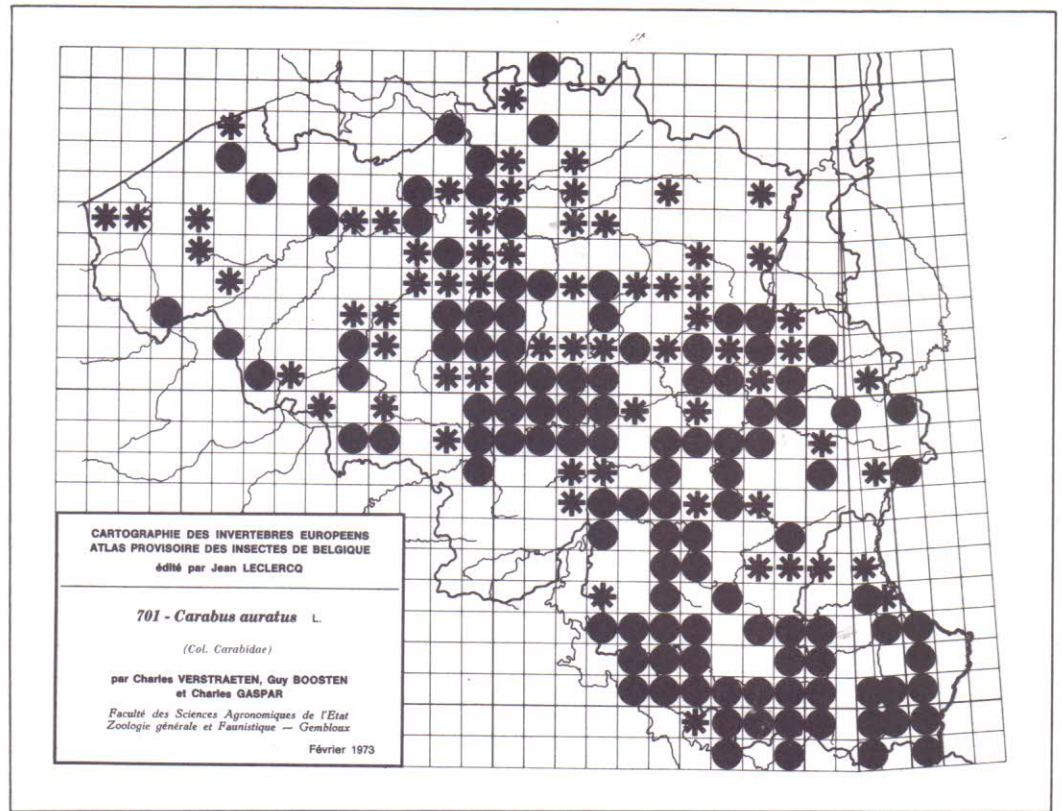 CARTOGRAPHIE DES INVERTEBRES EUROPEENS
ATLAS PROVISOIRE DES INSECTES DE BELGIQUE
édité par Jean LECLERCQ
701 - Carabus auratus L.
(Col. Carabidae)
par Charles VERSTRAETEN, Guy BOOSTEN
et Charles GASPAR
Faculté des Sciences Agronomiques de l'Etat
Zoologie générale et Faunistique — Gembloux
Février 1973